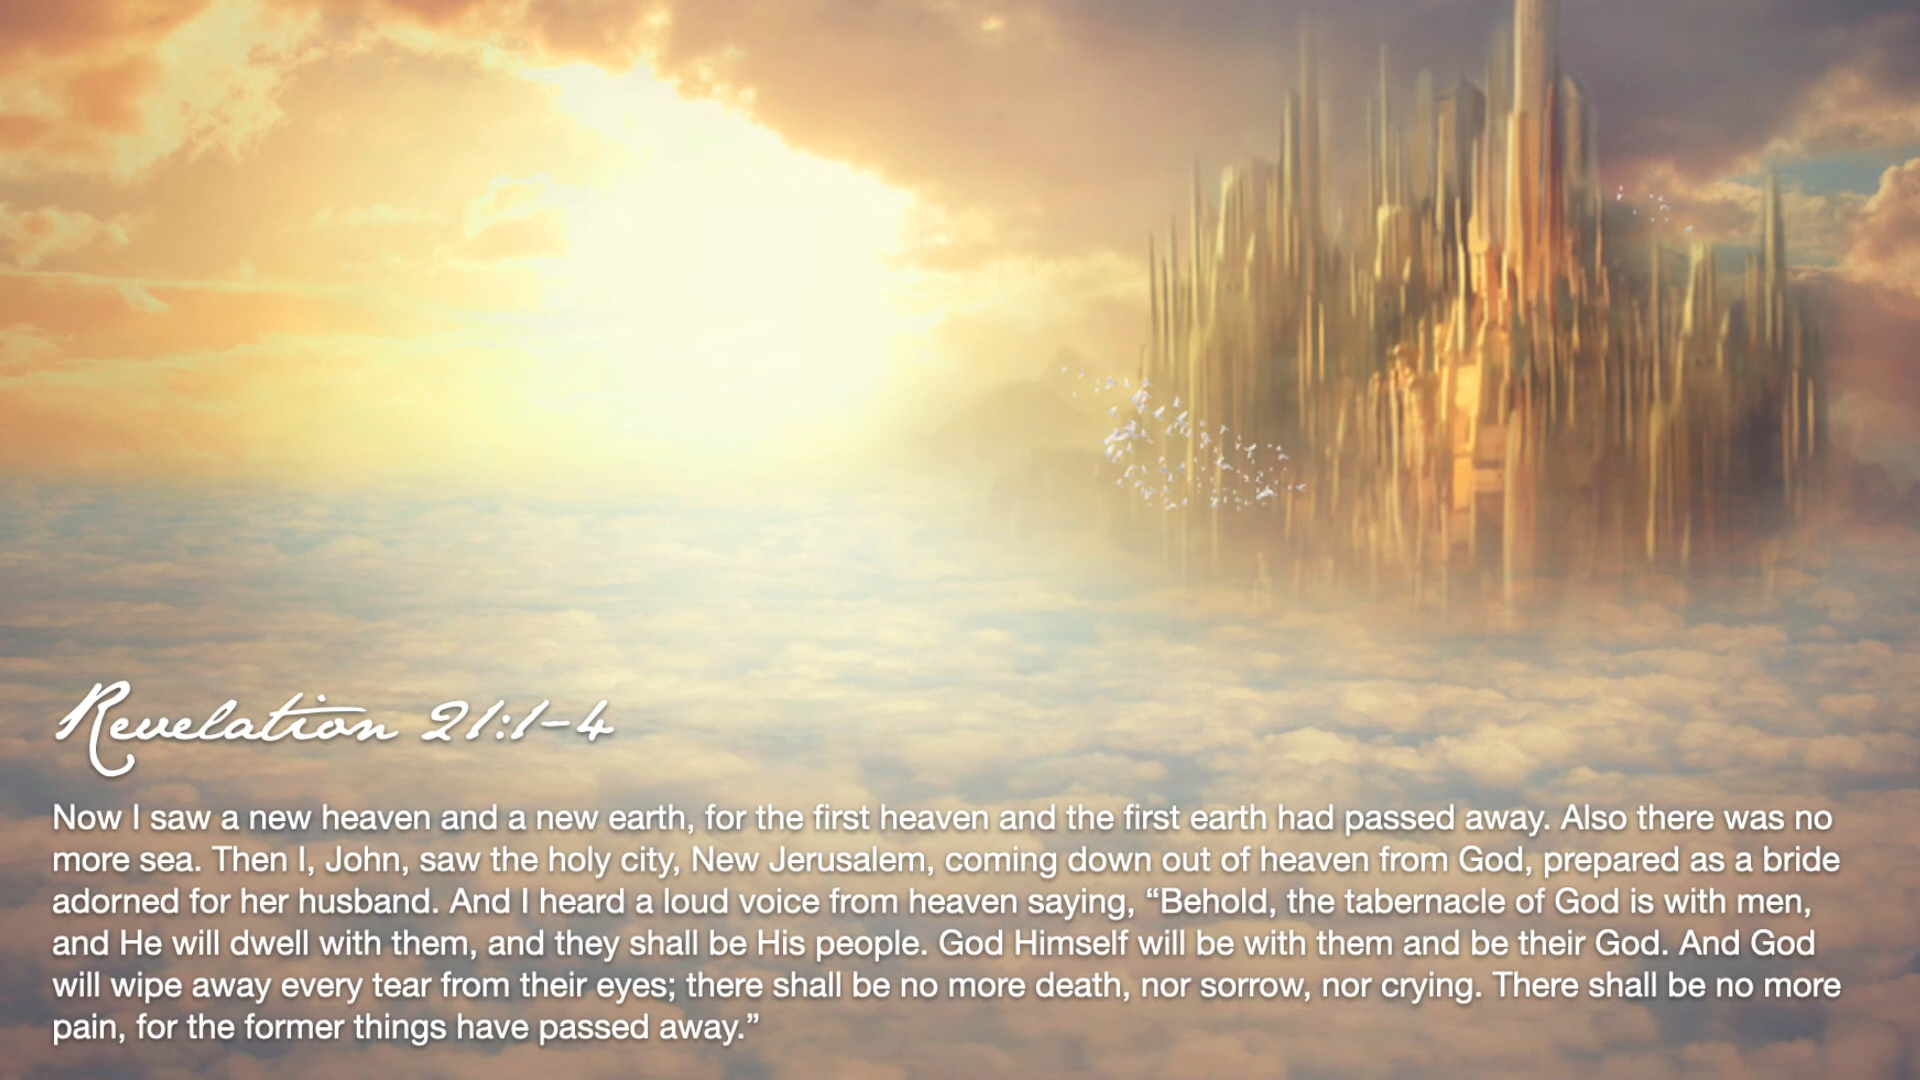 Revelation 21:1-4
Now I saw a new heaven and a new earth, for the first heaven and the first earth had passed away. Also there was no
more sea. Then I, John, saw the holy city, New Jerusalem, coming down out of heaven from God, prepared as a bride
adorned for her husband. And I heard a loud voice from heaven saying, “Behold, the tabernacle of God is with men,
and He will dwell with them, and they shall be His people. God Himself will be with them and be their God. And God
will wipe away every tear from their eyes; there shall be no more death, nor sorrow, nor crying. There shall be no more
pain, for the former things have passed away.”